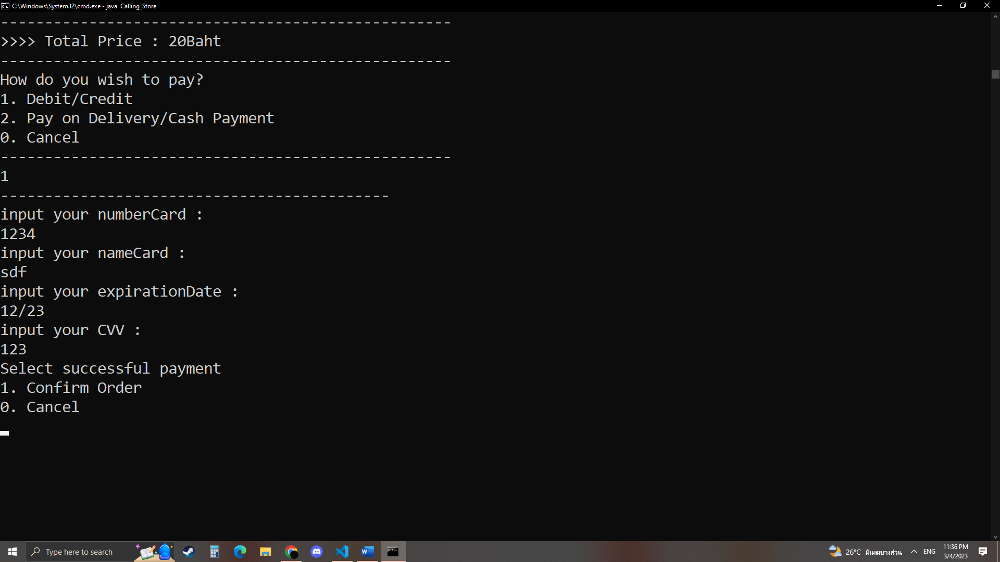 C:\Windows\System32\cmd.exe - java  Calling_Store
---------------------------------------------------
>>>> Total Price : 20Baht
---------------------------------------------------
How do you wish to pay?
1. Debit/Credit
2. Pay on Delivery/Cash Payment
0. Cancel
---------------------------------------------------
1
--------------------------------------------
input your numberCard :
1234
input your nameCard :
sdf
input your expirationDate :
12/23
input your CVV :
123
Select successful payment
1. Confirm Order
0. Cancel
Type here to search
26°C มีเมฆบางส่วน
ENG
11:36 PM
3/4/2023